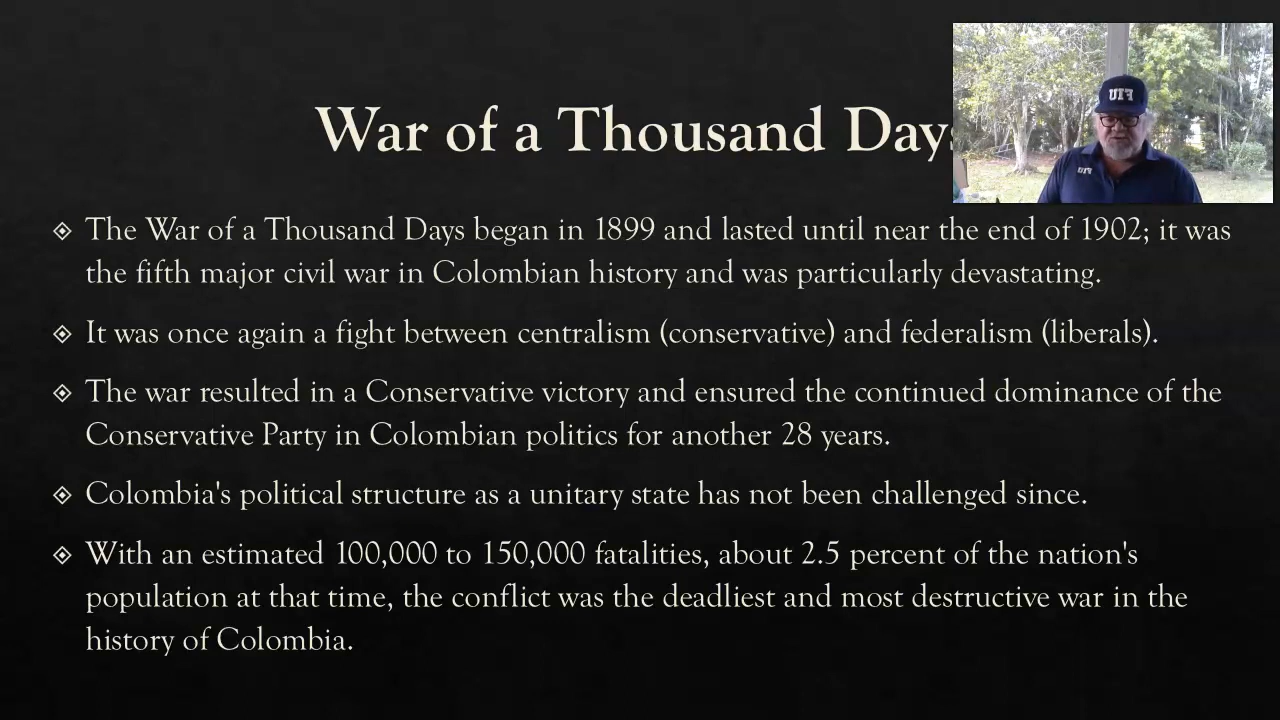 War of a Thousand Days
The War of a Thousand Days began in 1899 and lasted until near the end of 1902; it was
the fifth major civil war in Colombian history and was particularly devastating.
It was once again a fight between centralism (conservative) and federalism (liberals).
The war resulted in a Conservative victory and ensured the continued dominance of the
Conservative Party in Colombian politics for another 28 years.
Colombia's political structure as a unitary state has not been challenged since.
With an estimated 100,000 to 150,000 fatalities, about 2.5 percent of the nation's
population at that time, the conflict was the deadliest and most destructive war in the
history of Colombia.
FIU
FIU